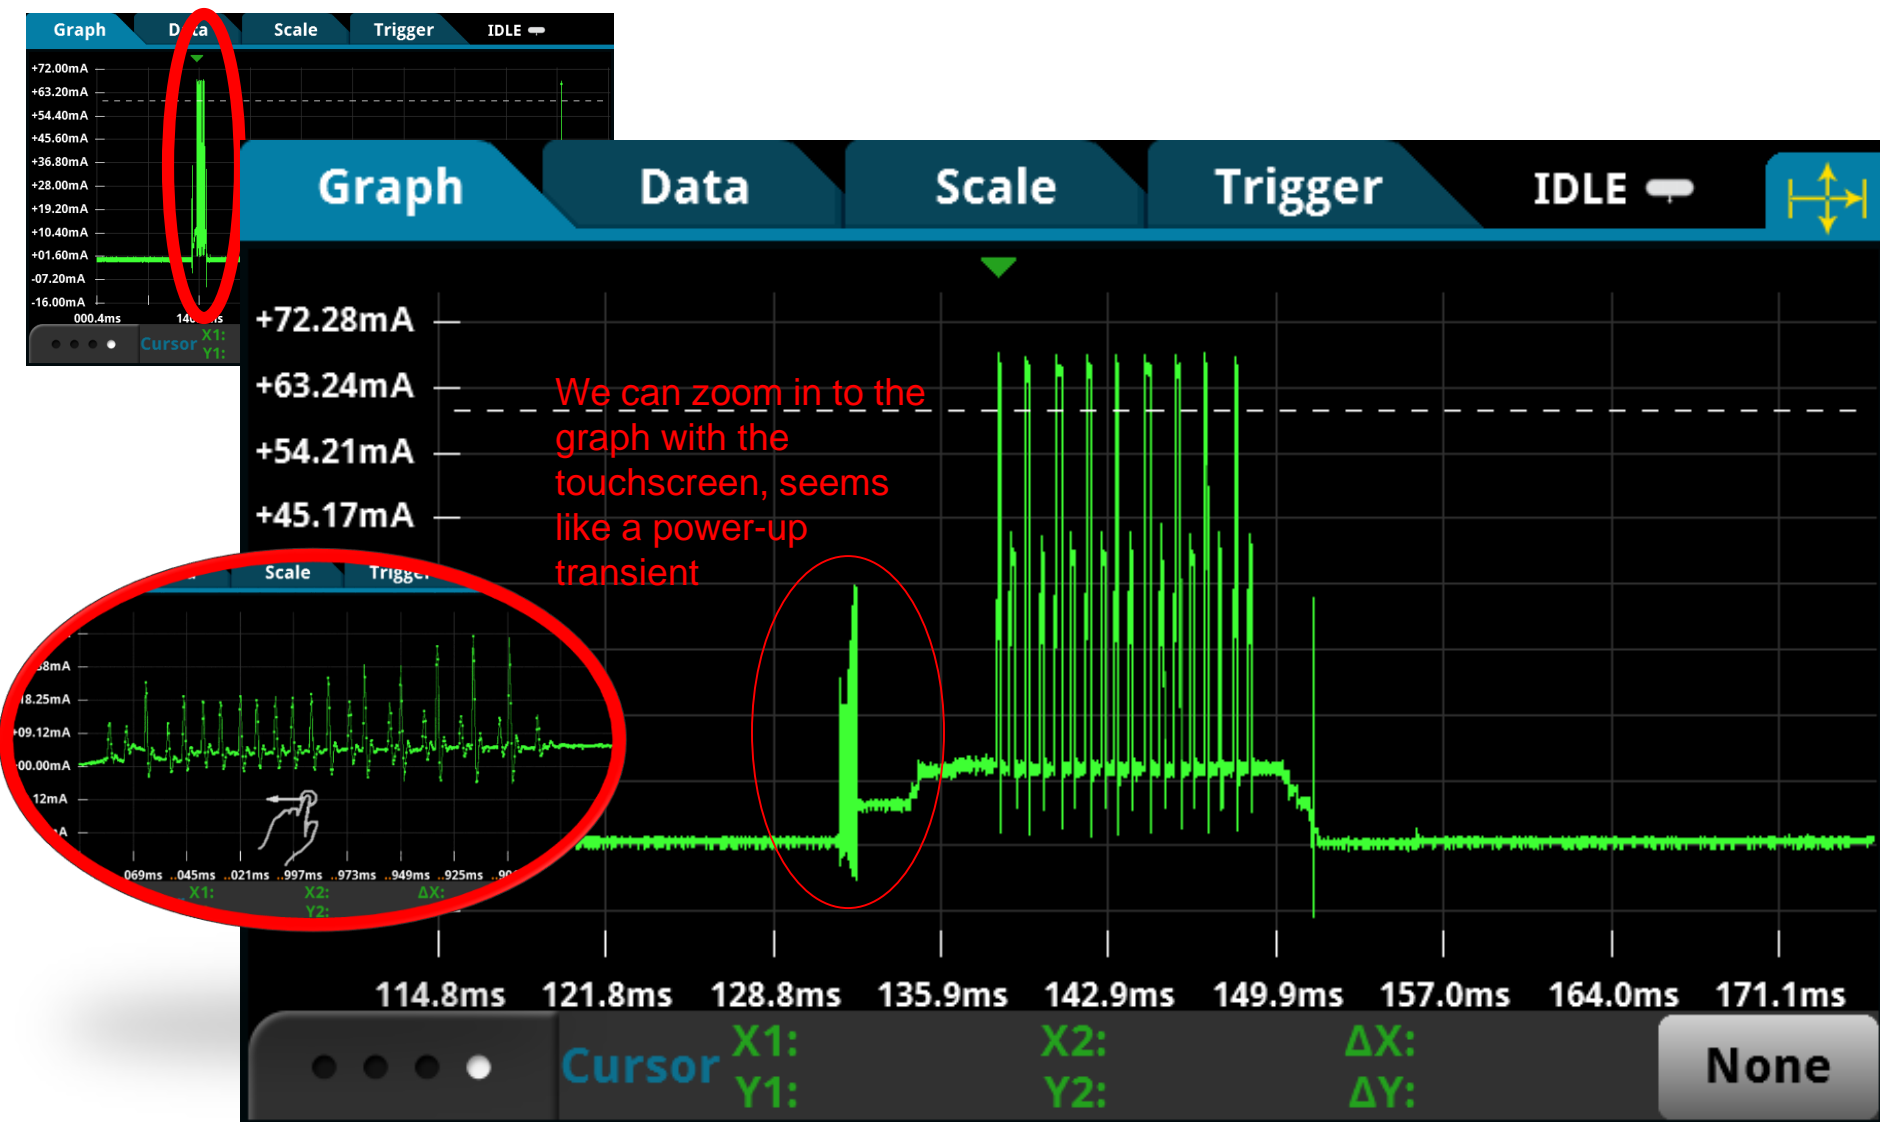 Graph Data Scale Trigger IDLE
+72.00mA
+63.20mA
+54.40mA
+45.60mA
+36.80mA
+28.00mA
+19.20mA
+10.40mA
+01.60mA
-07.20mA
-16.00mA
000.4ms
Cursor X1:
Y1:
Graph Data Scale Trigger IDLE
+72.28mA
+63.24mA
+54.21mA
+45.17mA
We can zoom in to the
graph with the
touchscreen, seems
like a power-up
transient
Scale
18.25mA
+09.12mA
00.00mA
12mA
069ms ..045ms ..021ms ..997ms ..973ms ..949ms ..925ms
X1: X2: ΔX:
Y2:
114.8ms 121.8ms 128.8ms 135.9ms 142.9ms 149.9ms 157.0ms 164.0ms 171.1ms
Cursor X1: X2: ΔX:
Y1: Y2: ΔY:
None